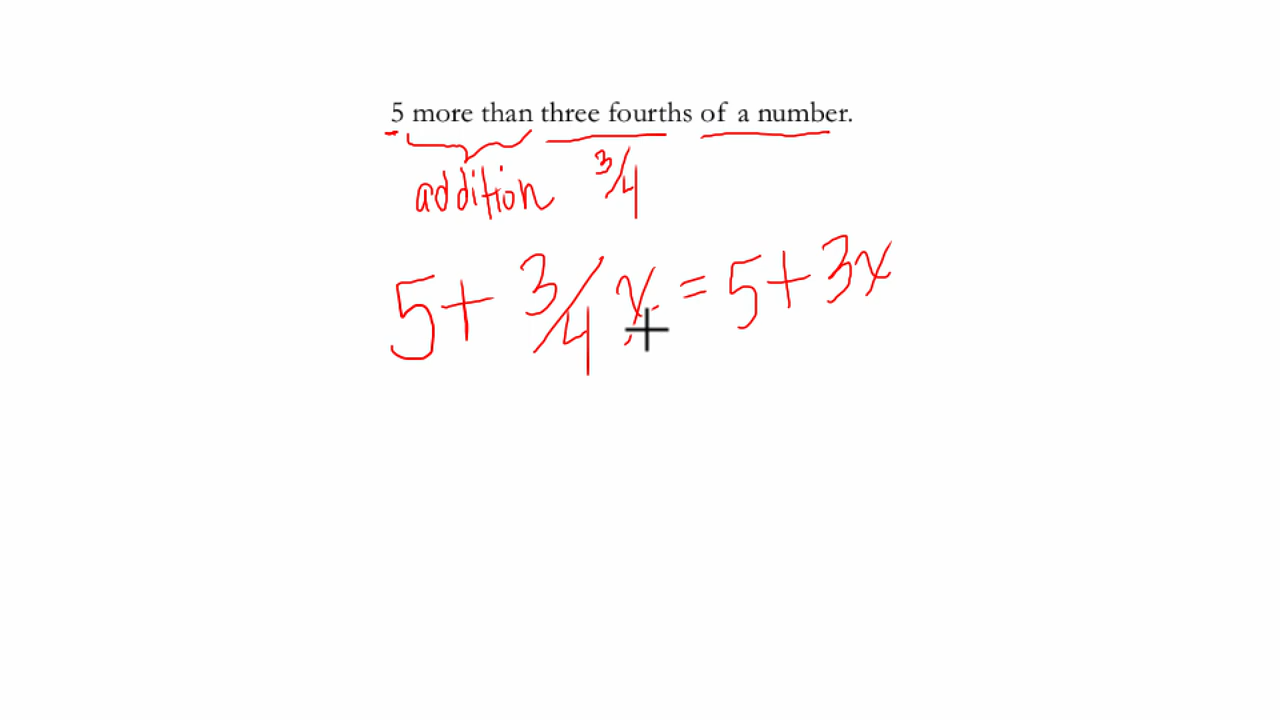 5 more than three fourths of a number.
addition 3/4
5 + 3/4 x = 5 + 3x